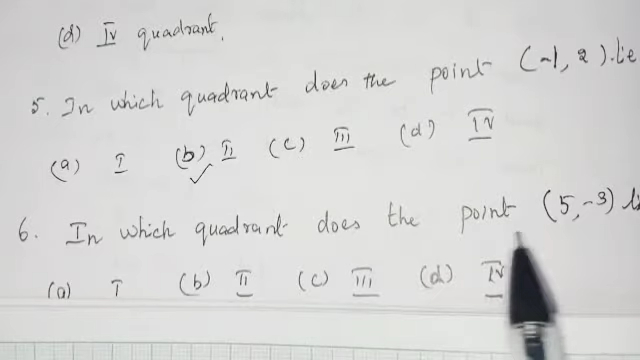 (d) IV quadrant.
5. In which quadrant does the point (-1, 2). lie
(a) I (b) II (c) III (d) IV
6. In which quadrant does the point (5, -3)
(a) I (b) II (c) III (d) IV